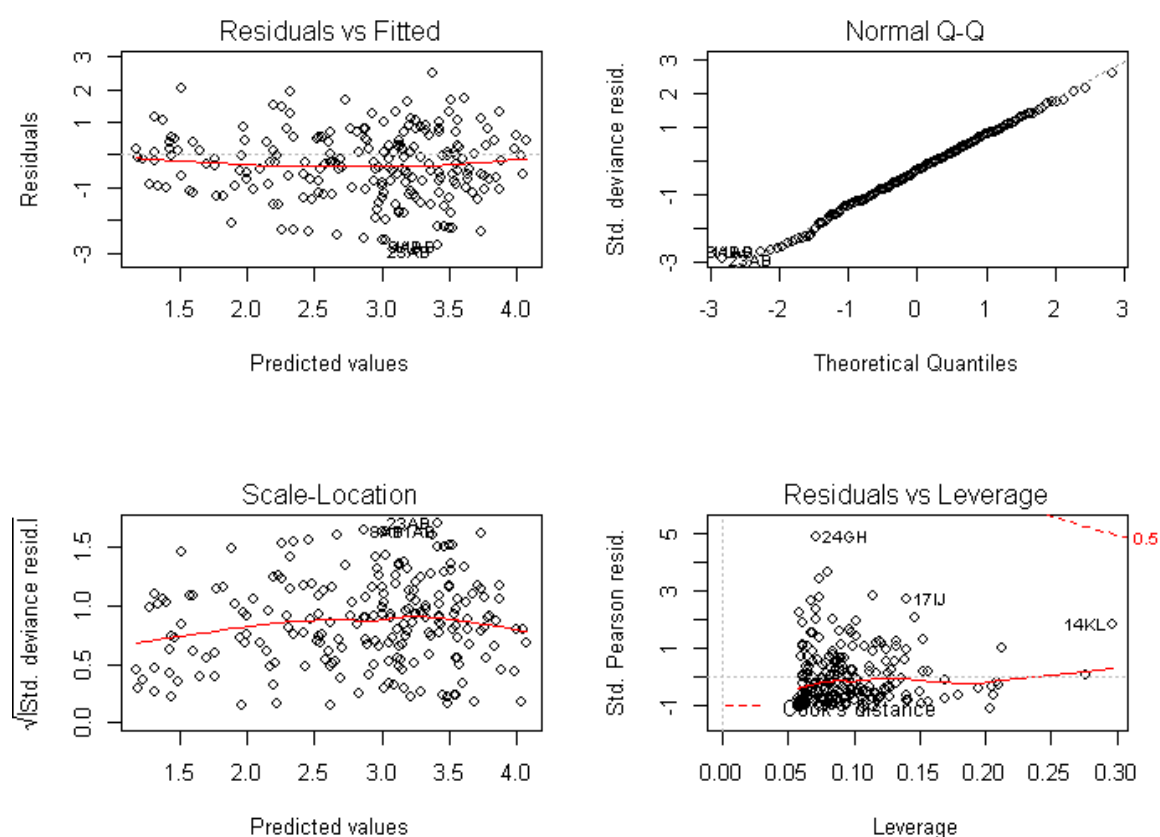 Residuals vs Fitted
Residuals
3
1
-1
-3
23AB
1.5 2.0 2.5 3.0 3.5 4.0
Predicted values
Normal Q-Q
Std. deviance resid.
3
2
1
-1
-3
23AB
-3 -2 -1 0 1 2 3
Theoretical Quantiles
Scale-Location
√|Std. deviance resid.|
1.5
1.0
0.5
0.0
23AB
1.5 2.0 2.5 3.0 3.5 4.0
Predicted values
Residuals vs Leverage
Std. Pearson resid.
5
3
1
-1
24GH
17IJ
14KL
0.5
Cook's distance
0.00 0.05 0.10 0.15 0.20 0.25 0.30
Leverage